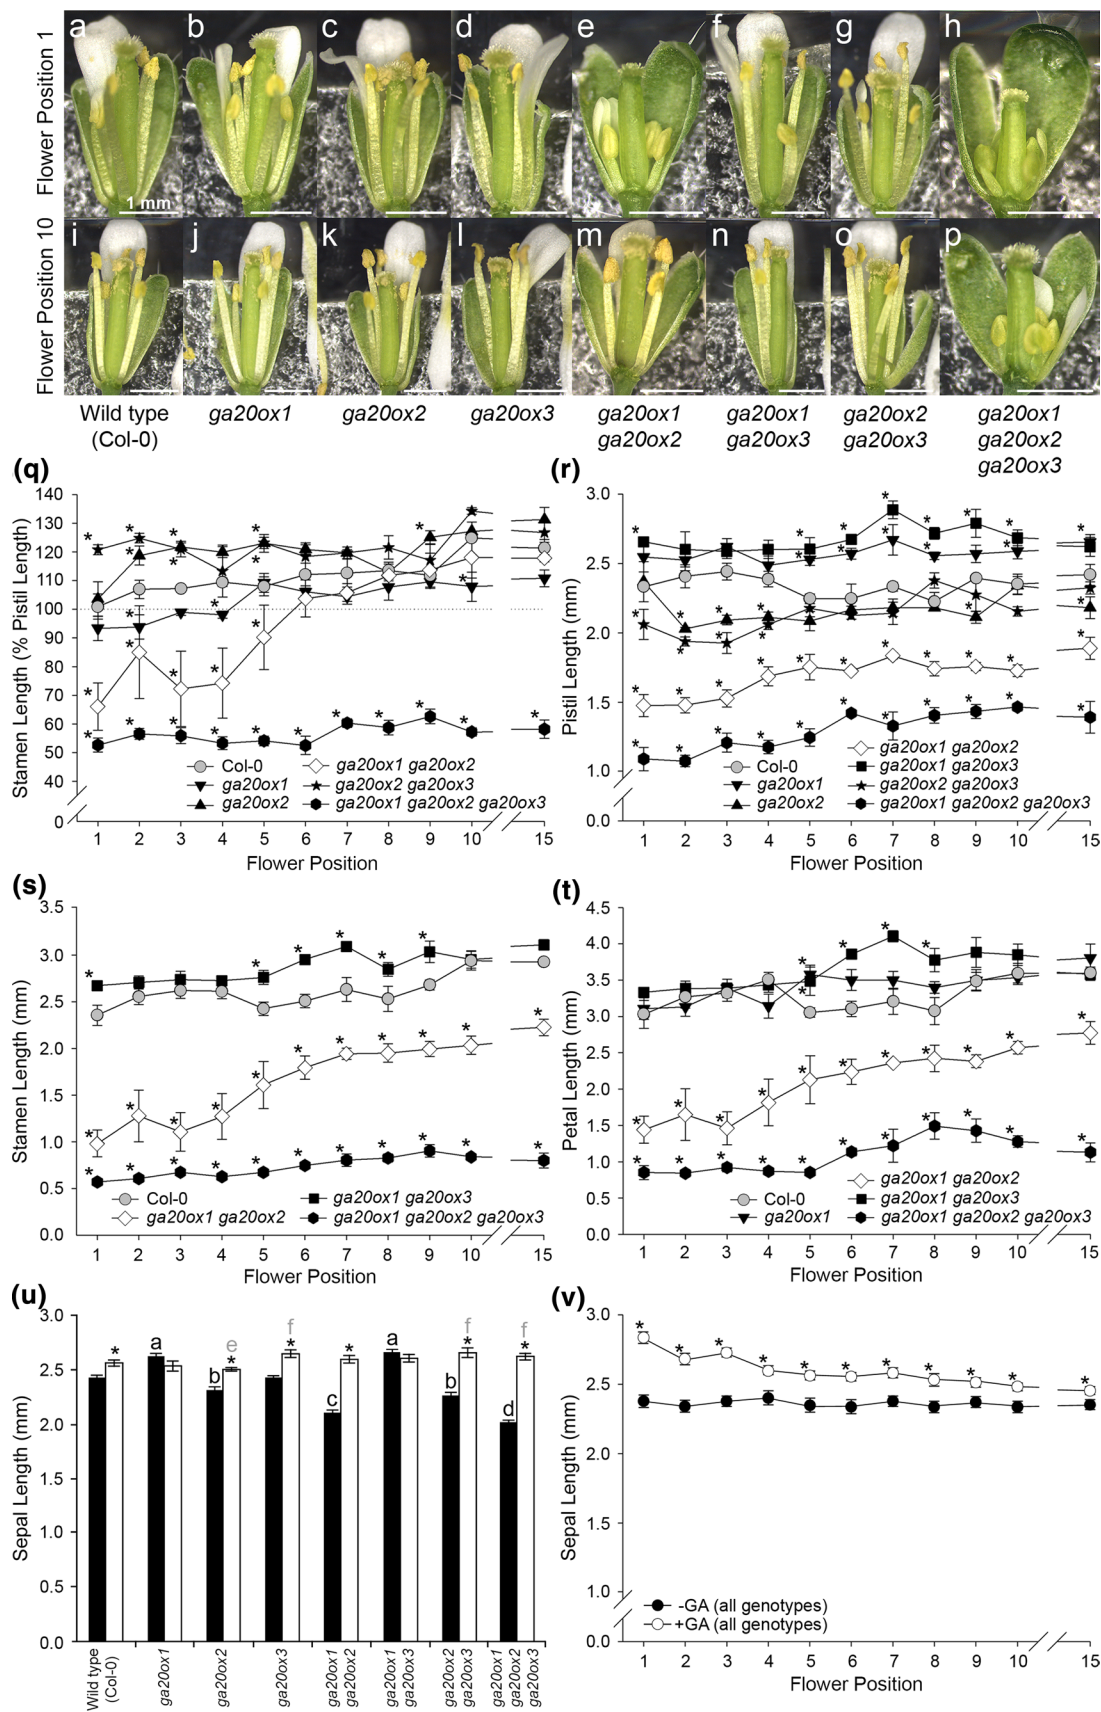 Flower Position 1
a b c d e f g h
1 mm
Flower Position 10
i j k l m n o p
Wild type (Col-0)
ga20ox1
ga20ox2
ga20ox3
ga20ox1 ga20ox2
ga20ox1 ga20ox3
ga20ox2 ga20ox3
ga20ox1 ga20ox2 ga20ox3
(q)
Stamen Length (% Pistil Length)
140
130
120
110
100
90
80
70
60
50
40
0
* * * * * * * * * * * * * * * * * * * * * * * * *
Col-0
ga20ox1
ga20ox2
ga20ox1 ga20ox2
ga20ox2 ga20ox3
ga20ox1 ga20ox2 ga20ox3
1 2 3 4 5 6 7 8 9 10 15
Flower Position
(r)
Pistil Length (mm)
3.0
2.5
2.0
1.5
1.0
0.0
Col-0
ga20ox1
ga20ox2
ga20ox1 ga20ox2
ga20ox1 ga20ox3
ga20ox2 ga20ox3
ga20ox1 ga20ox2 ga20ox3
1 2 3 4 5 6 7 8 9 10 15
Flower Position
(s)
Stamen Length (mm)
3.5
3.0
2.5
2.0
1.5
1.0
0.5
0.0
Col-0
ga20ox1 ga20ox2
ga20ox1 ga20ox3
ga20ox1 ga20ox2 ga20ox3
1 2 3 4 5 6 7 8 9 10 15
Flower Position
(t)
Petal Length (mm)
4.5
4.0
3.5
3.0
2.5
2.0
1.5
1.0
0.5
0.0
Col-0
ga20ox1
ga20ox1 ga20ox2
ga20ox1 ga20ox3
ga20ox1 ga20ox2 ga20ox3
1 2 3 4 5 6 7 8 9 10 15
Flower Position
(u)
Sepal Length (mm)
3.0
2.5
2.0
1.5
1.0
0.5
0.0
* a b e * f * c * a b f * d f *
Wild type (Col-0)
ga20ox1
ga20ox2
ga20ox3
ga20ox1 ga20ox2
ga20ox1 ga20ox3
ga20ox2 ga20ox3
ga20ox1 ga20ox2 ga20ox3
(v)
Sepal Length (mm)
3.0
2.5
2.0
1.5
1.0
0.0
* * * * * * * * * * *
-GA (all genotypes)
+GA (all genotypes)
1 2 3 4 5 6 7 8 9 10 15
Flower Position